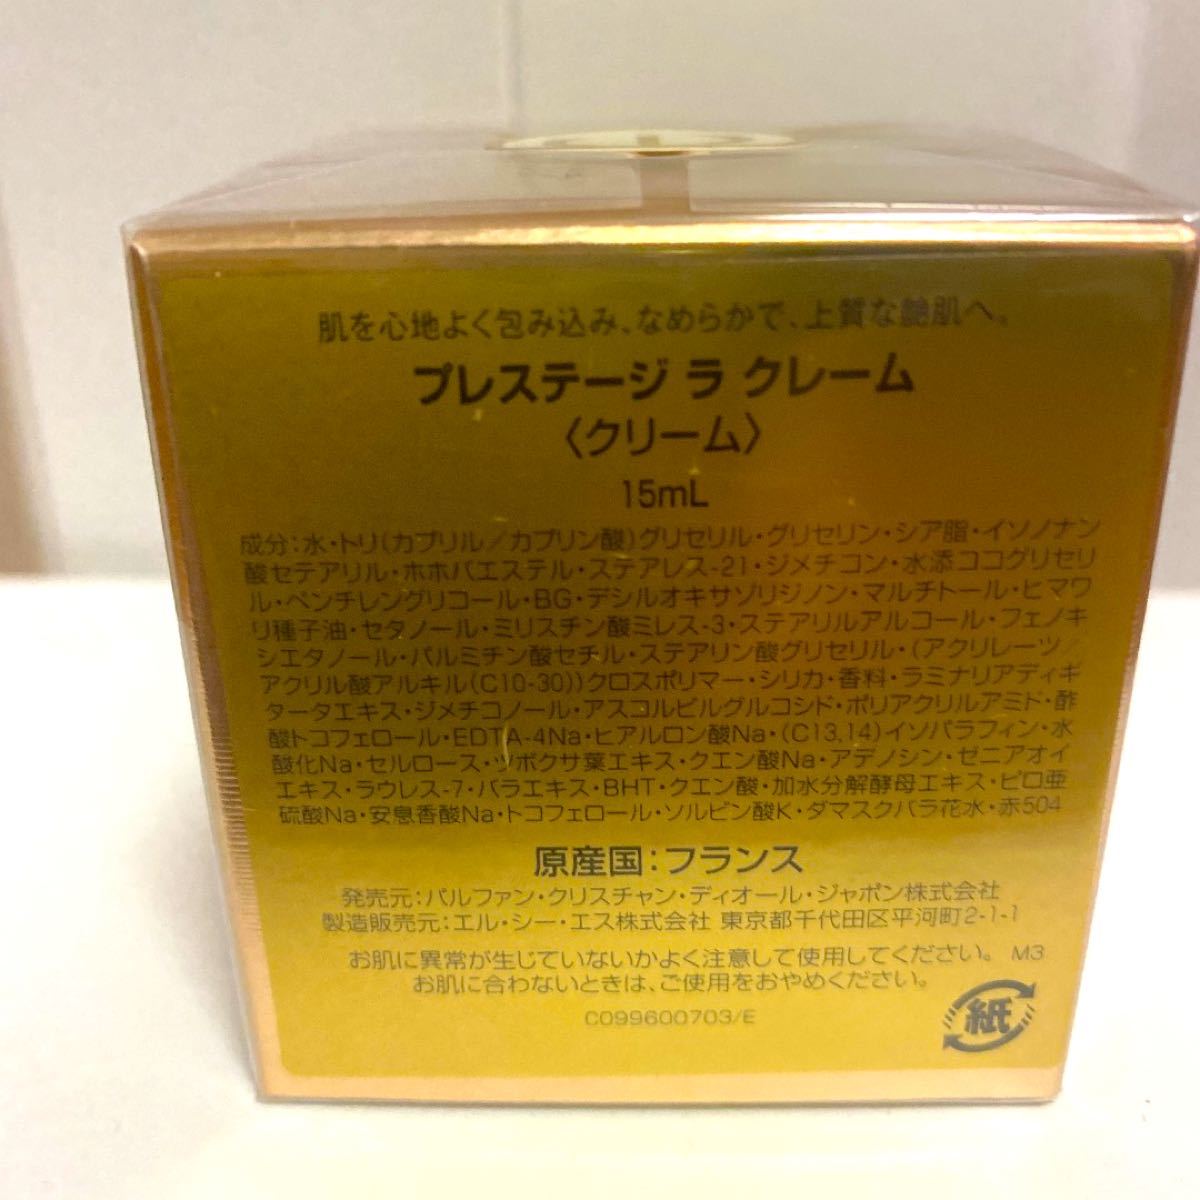 肌を心地よく包み込み、なめらかで、上質な艶肌へ。
プレステージ ラ クレーム
〈クリーム〉
15mL
成分：水・トリ(カプリル／カプリン酸)グリセリル・グリセリン・シア脂・イソノナン
酸セテアリル・ホホバエステル・ステアレス-21・ジメチコン・水添ココグリセリ
ル・ペンチレングリコール・BG・デシルオキサゾリジノン・マルチトール・ヒマワ
リ種子油・セタノール・ミリスチン酸ミレス-3・ステアリルアルコール・フェノキ
シエタノール・パルミチン酸セチル・ステアリン酸グリセリル・(アクリレーツ／
アクリル酸アルキル(C10-30))クロスポリマー・シリカ・香料・ラミナリアディギ
タータエキス・ジメチコノール・アスコルビルグルコシド・ポリアクリルアミド・酢
酸トコフェロール・EDTA-4Na・ヒアルロン酸Na・(C13,14)イソパラフィン・水
酸化Na・セルロース・ツボクサ葉エキス・クエン酸Na・アデノシン・ゼニアオイ
エキス・ラウレス-7・バラエキス・BHT・クエン酸・加水分解酵母エキス・ピロ亜
硫酸Na・安息香酸Na・トコフェロール・ソルビン酸K・ダマスクバラ花水・赤504
原産国：フランス
発売元：パルファン・クリスチャン・ディオール・ジャポン株式会社
製造販売元：エル・シー・エス株式会社 東京都千代田区平河町2-1-1
お肌に異常が生じていないかよく注意して使用してください。 M3
お肌に合わないときは、ご使用をおやめください。
C099600703/E
紙